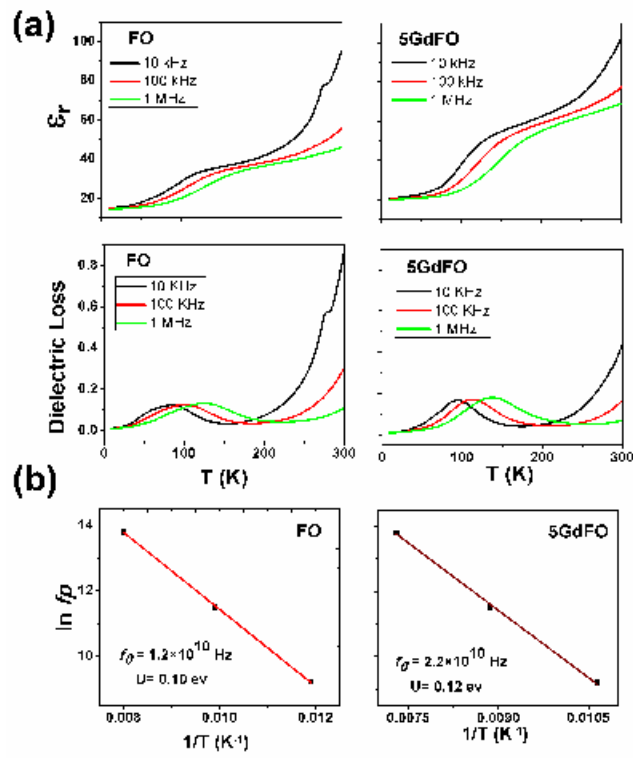 (a)
FO
10 kHz
100 kHz
1 MHz
εr
100
80
60
40
20
5GdFO
10 kHz
100 kHz
1 MHz
FO
10 KHz
100 KHz
1 MHz
Dielectric Loss
0.8
0.6
0.4
0.2
0.0
0 100 200 300
T (K)
5GdFO
10 KHz
100 KHz
1 MHz
0 100 200 300
T (K)
(b)
FO
ln fp
14
12
10
f0 = 1.2×10^10 Hz
U= 0.10 ev
0.008 0.010 0.012
1/T (K-1)
5GdFO
f0 = 2.2×10^10 Hz
U= 0.12 ev
0.0075 0.0090 0.0105
1/T (K-1)